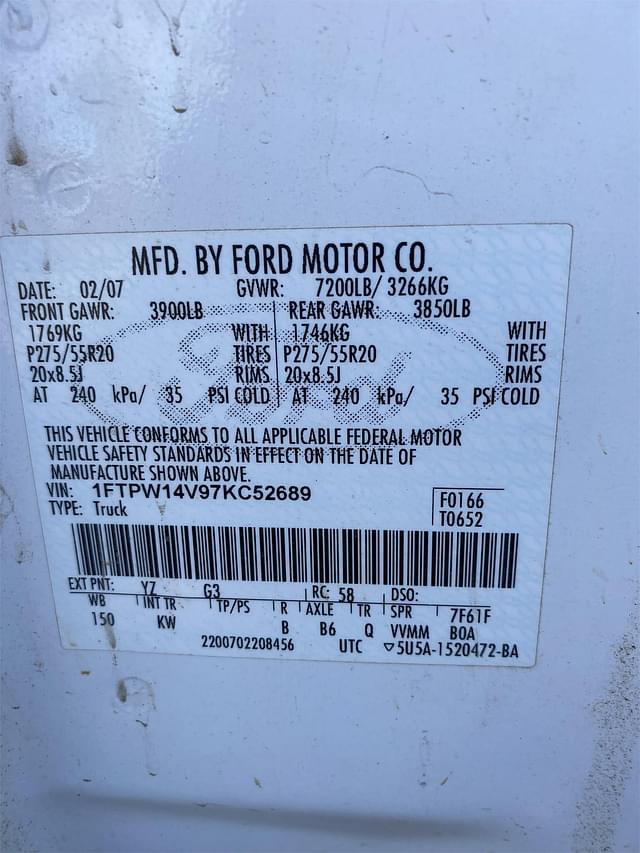 MFD. BY FORD MOTOR CO.
DATE: 02/07 GVWR: 7200LB/ 3266KG
FRONT GAWR: 3900LB REAR GAWR: 3850LB
1769KG WITH 1746KG WITH
P275/55R20 TIRES P275/55R20 TIRES
20x8.5J RIMS 20x8.5J RIMS
AT 240 kPa/ 35 PSI COLD AT 240 kPa/ 35 PSI COLD
Ford
THIS VEHICLE CONFORMS TO ALL APPLICABLE FEDERAL MOTOR
VEHICLE SAFETY STANDARDS IN EFFECT ON THE DATE OF
MANUFACTURE SHOWN ABOVE.
VIN: 1FTPW14V97KC52689 F0166
TYPE: Truck T0652
EXT PNT: YZ G3 RC: 58 DSO:
WB INT TR TP/PS R AXLE TR SPR 7F61F
150 KW B B6 Q VVMM BOA
2200702208456 UTC ▽5U5A-1520472-BA